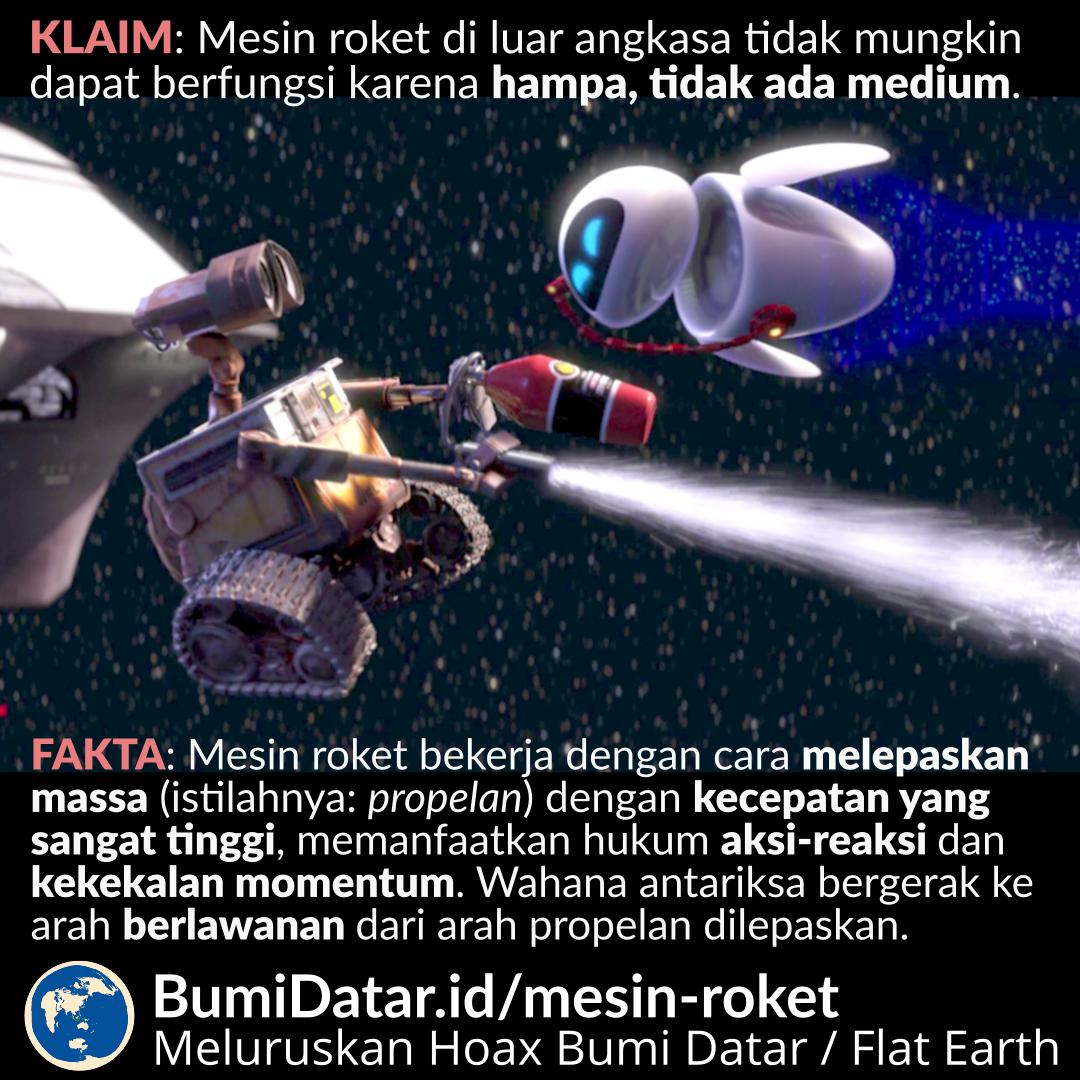 KLAIM: Mesin roket di luar angkasa tidak mungkin
dapat berfungsi karena hampa, tidak ada medium.
FAKTA: Mesin roket bekerja dengan cara melepaskan
massa (istilahnya: propelan) dengan kecepatan yang
sangat tinggi, memanfaatkan hukum aksi-reaksi dan
kekekalan momentum. Wahana antariksa bergerak ke
arah berlawanan dari arah propelan dilepaskan.
BumiDatar.id/mesin-roket
Meluruskan Hoax Bumi Datar / Flat Earth